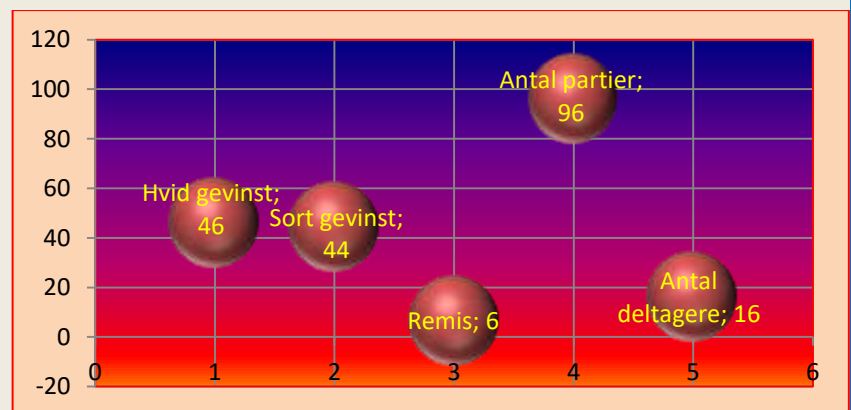 120
100
80
60
40
20
0
-20
0 1 2 3 4 5 6
Hvid gevinst;
46
Sort gevinst;
44
Remis; 6
Antal partier;
96
Antal
deltagere; 16